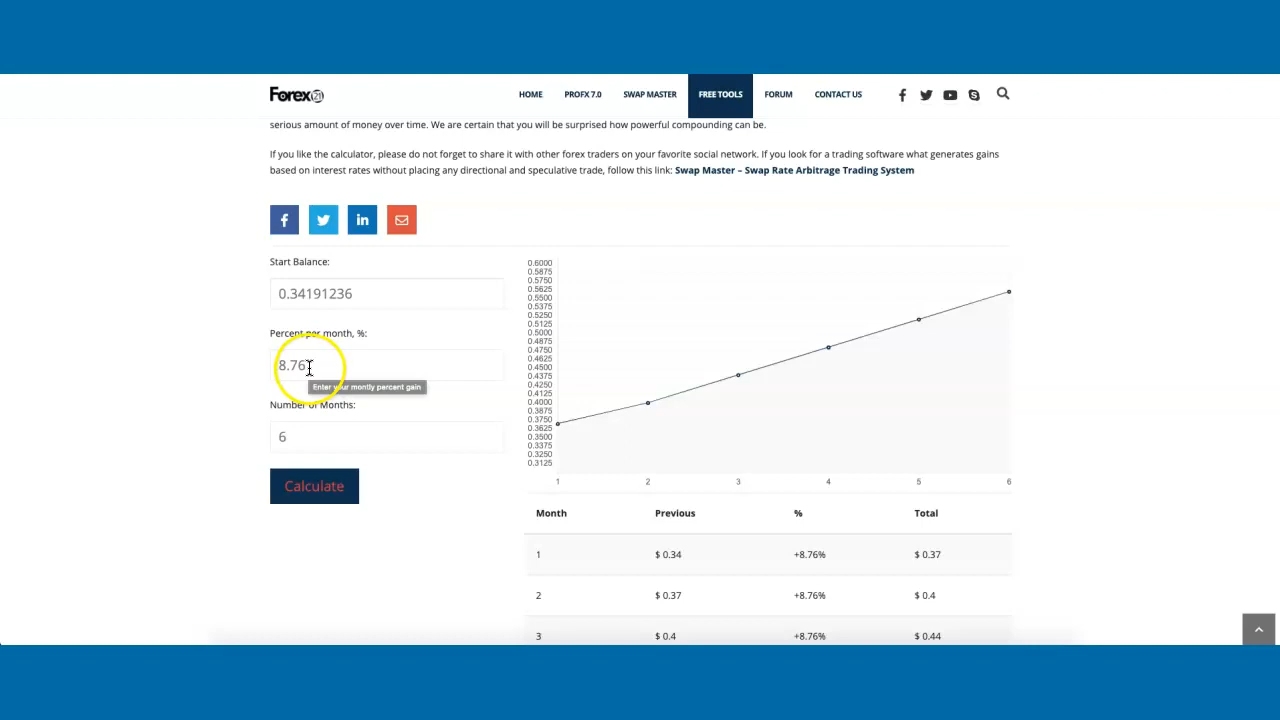 Forex21
HOME PROFX 7.0 SWAP MASTER FREE TOOLS FORUM CONTACT US
serious amount of money over time. We are certain that you will be surprised how powerful compounding can be.
If you like the calculator, please do not forget to share it with other forex traders on your favorite social network. If you look for a trading software what generates gains
based on interest rates without placing any directional and speculative trade, follow this link: Swap Master – Swap Rate Arbitrage Trading System
Start Balance:
0.34191236
Percent per month, %:
8.76
Enter your montly percent gain
Number of Months:
6
Calculate
0.6000
0.5875
0.5750
0.5625
0.5500
0.5375
0.5250
0.5125
0.5000
0.4875
0.4750
0.4625
0.4500
0.4375
0.4250
0.4125
0.4000
0.3875
0.3750
0.3625
0.3500
0.3375
0.3250
0.3125
1 2 3 4 5 6
Month Previous % Total
1 $ 0.34 +8.76% $ 0.37
2 $ 0.37 +8.76% $ 0.4
3 $ 0.4 +8.76% $ 0.44